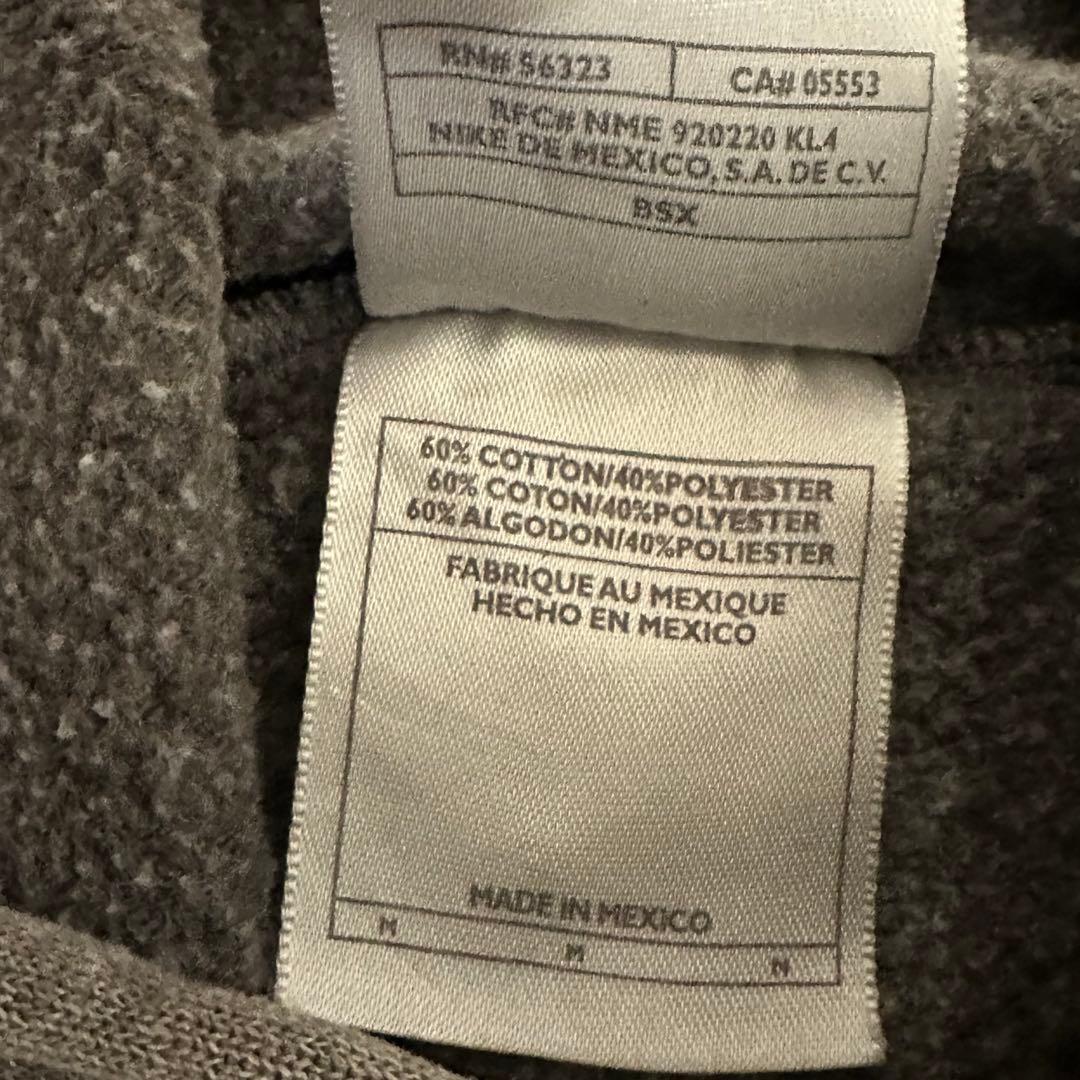 RN# 56323
CA# 05553
RFC# NME 920220 KL4
NIKE DE MEXICO, S.A. DE C.V.
BSX
60% COTTON/40%POLYESTER
60% COTON/40%POLYESTER
60% ALGODON/40%POLIESTER
FABRIQUE AU MEXIQUE
HECHO EN MEXICO
MADE IN MEXICO
M M M